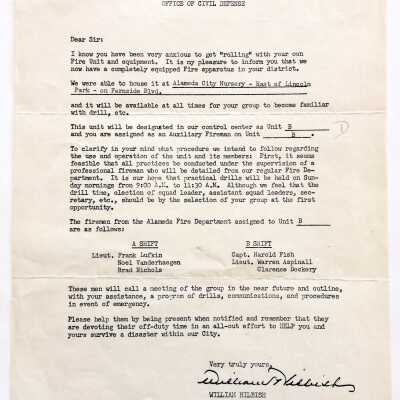 OFFICE OF CIVIL DEFENSE
Dear Sir:
I know you have been very anxious to get "rolling" with your own
Fire Unit and equipment. It is my pleasure to inform you that we
now have a completely equipped Fire apparatus in your district.
We were able to house it at Alameda City Nursery - East of Lincoln
Park - on Fernside Blvd.
and it will be available at all times for your group to become familiar
with drill, etc.
This unit will be designated in our control center as Unit B
and you are assigned as an Auxiliary Fireman on Unit B .
To clarify in your mind what procedure we intend to follow regarding
the use and operation of the unit and its members: First, it seems
feasible that all practices be conducted under the supervision of a
professional fireman who will be detailed from our regular Fire De-
partment. It is our hope that practical drills will be held on Sun-
day mornings from 9:00 A.M. to 11:30 A.M. Although we feel that the
drill time, election of squad leader, assistant squad leaders, sec-
retary, etc., should be by the selection of your group at the first
opportunity.
The firemen from the Alameda Fire Department assigned to Unit B
are as follows:
A SHIFT B SHIFT
Lieut. Frank Lufkin Capt. Harold Fish
Noel Vanderhaegen Lieut. Warren Aspinall
Brad Nichols Clarence Dockery
These men will call a meeting of the group in the near future and outline,
with your assistance, a program of drills, communications, and procedures
in event of emergency.
Please help them by being present when notified and remember that they
are devoting their off-duty time in an all-out effort to HELP you and
yours survive a disaster within our City.
Very truly yours,
WILLIAM HILBISH